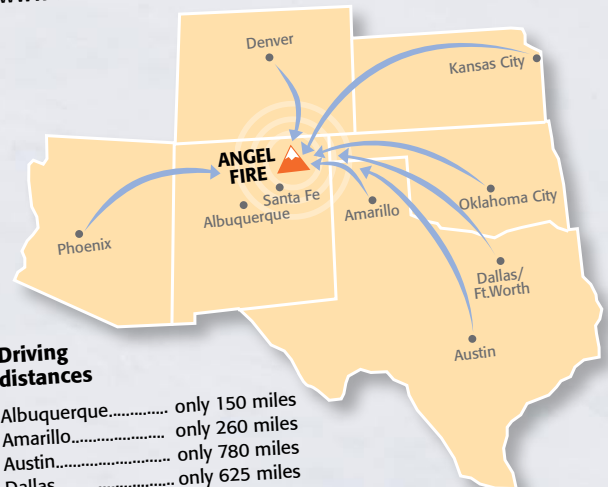 Denver
Kansas City
ANGEL
FIRE
Santa Fe
Albuquerque
Amarillo
Oklahoma City
Phoenix
Dallas/
Ft.Worth
Austin
Driving
distances
Albuquerque.............. only 150 miles
Amarillo...................... only 260 miles
Austin........................... only 780 miles
Dallas............................ only 625 miles